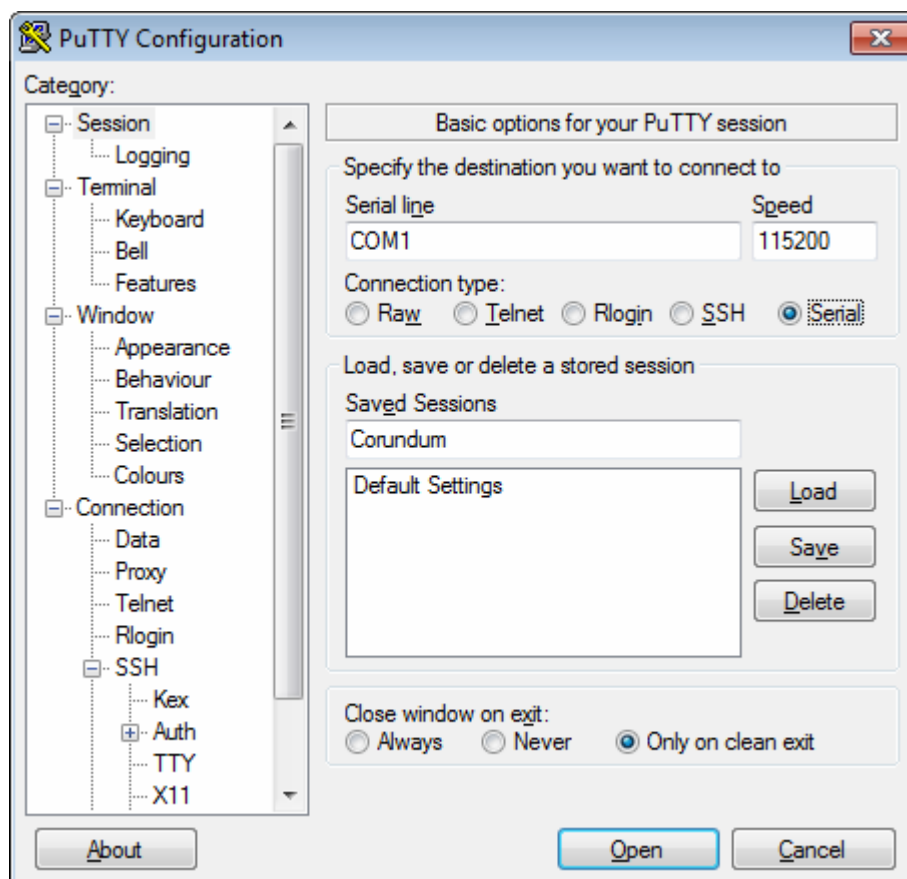 PuTTY Configuration
Category:
Session
Logging
Terminal
Keyboard
Bell
Features
Window
Appearance
Behaviour
Translation
Selection
Colours
Connection
Data
Proxy
Telnet
Rlogin
SSH
Kex
Auth
TTY
X11
Basic options for your PuTTY session
Specify the destination you want to connect to
Serial line Speed
COM1 115200
Connection type:
Raw Telnet Rlogin SSH Serial
Load, save or delete a stored session
Saved Sessions
Corundum
Default Settings
Load
Save
Delete
Close window on exit:
Always Never Only on clean exit
About Open Cancel